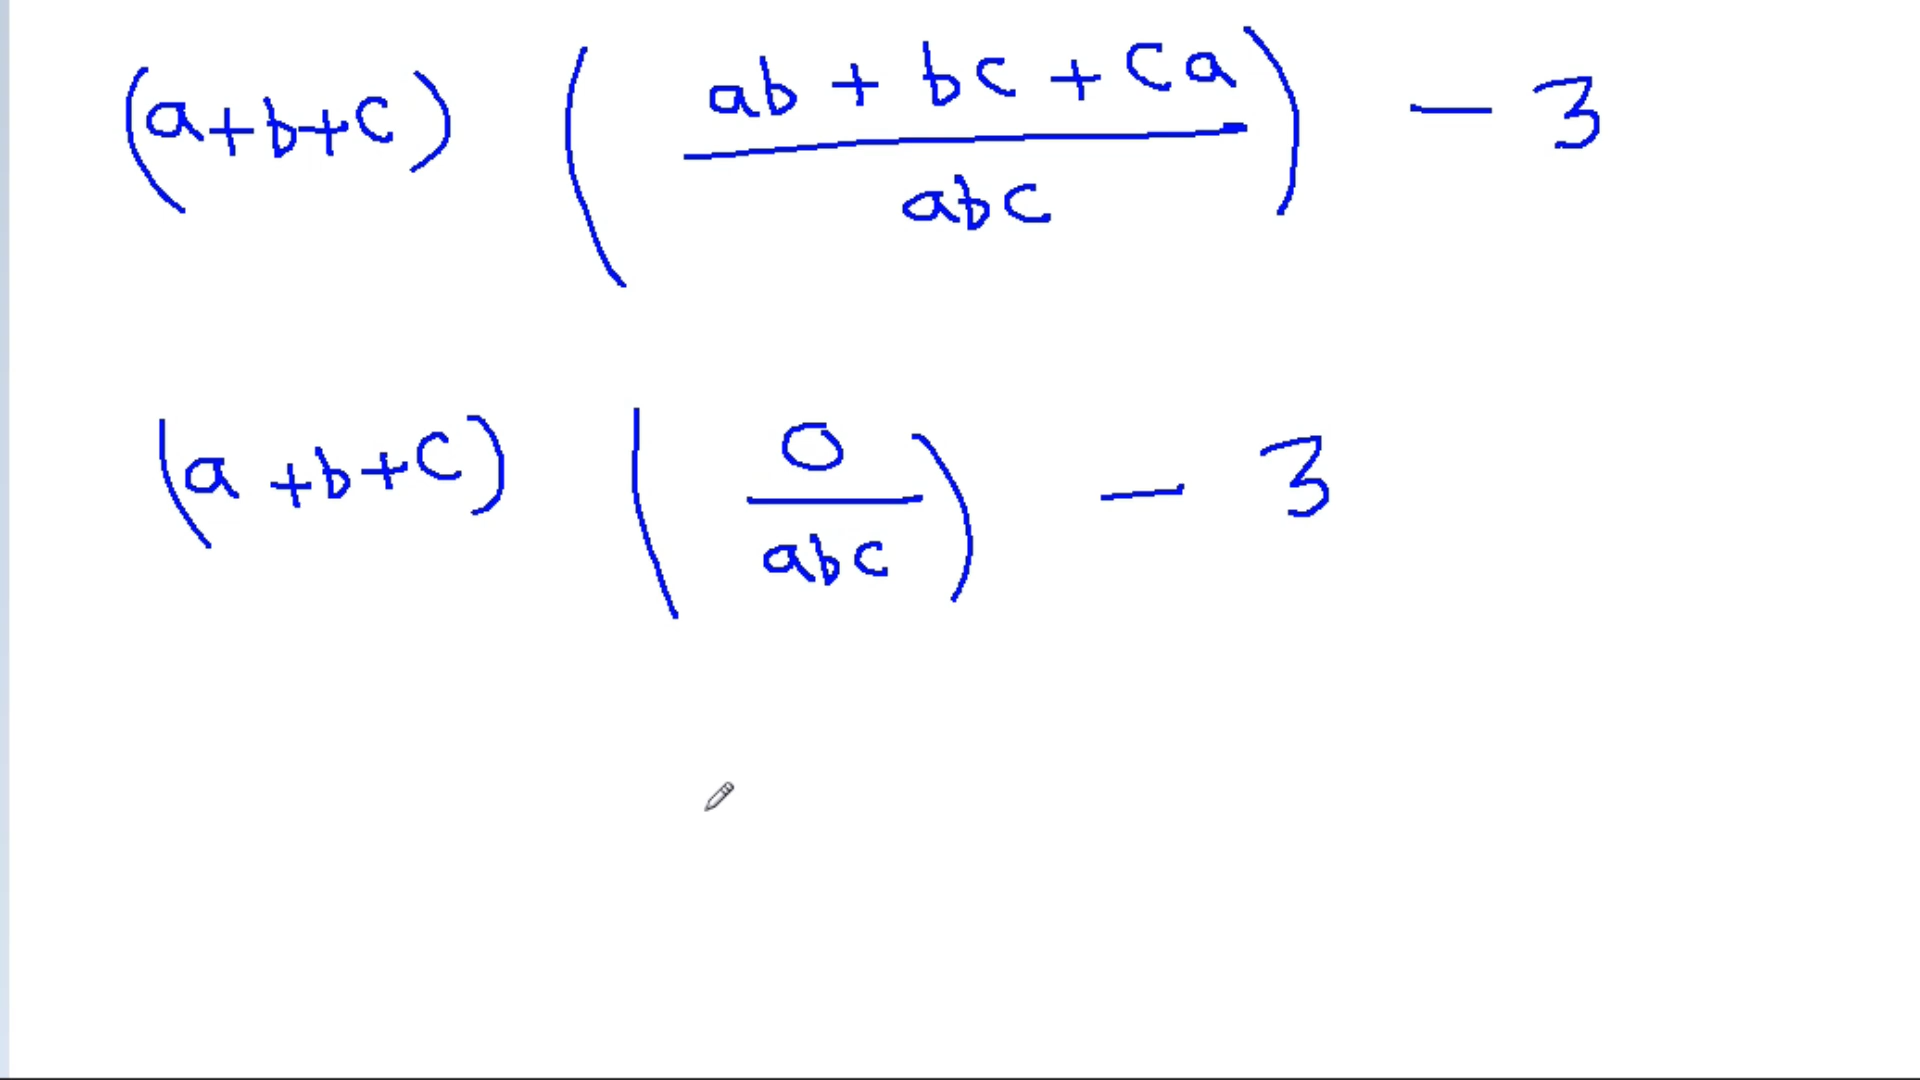 (a+b+c) ( ab + bc + ca / abc ) - 3
(a+b+c) ( 0 / abc ) - 3